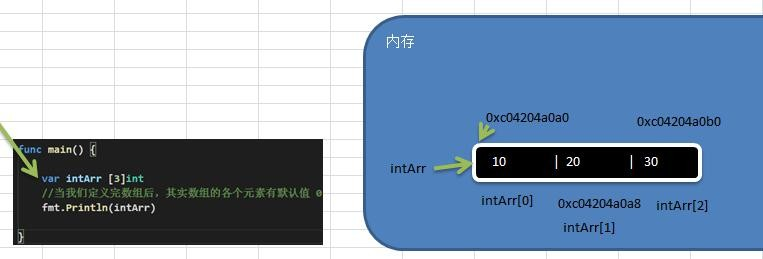 func main() {
var intArr [3]int
//当我们定义完数组后，其实数组的各个元素有默认值 0
fmt.Println(intArr)
}
内存
0xc04204a0a0
0xc04204a0b0
intArr
10 | 20 | 30
intArr[0]
0xc04204a0a8
intArr[2]
intArr[1]